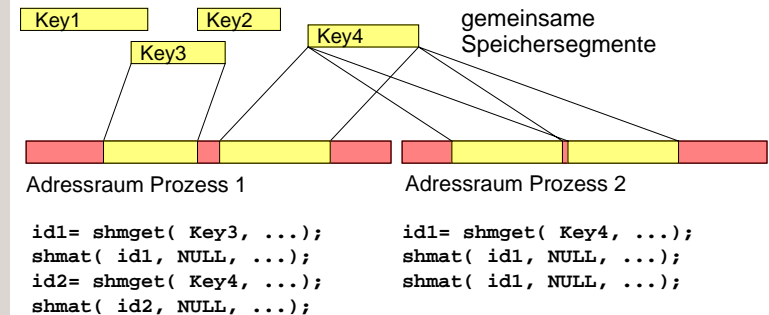 Key1
Key2
Key3
Key4
gemeinsame
Speichersegmente
Adressraum Prozess 1
Adressraum Prozess 2
id1= shmget( Key3, ...);
shmat( id1, NULL, ...);
id2= shmget( Key4, ...);
shmat( id2, NULL, ...);
id1= shmget( Key4, ...);
shmat( id1, NULL, ...);
shmat( id1, NULL, ...);